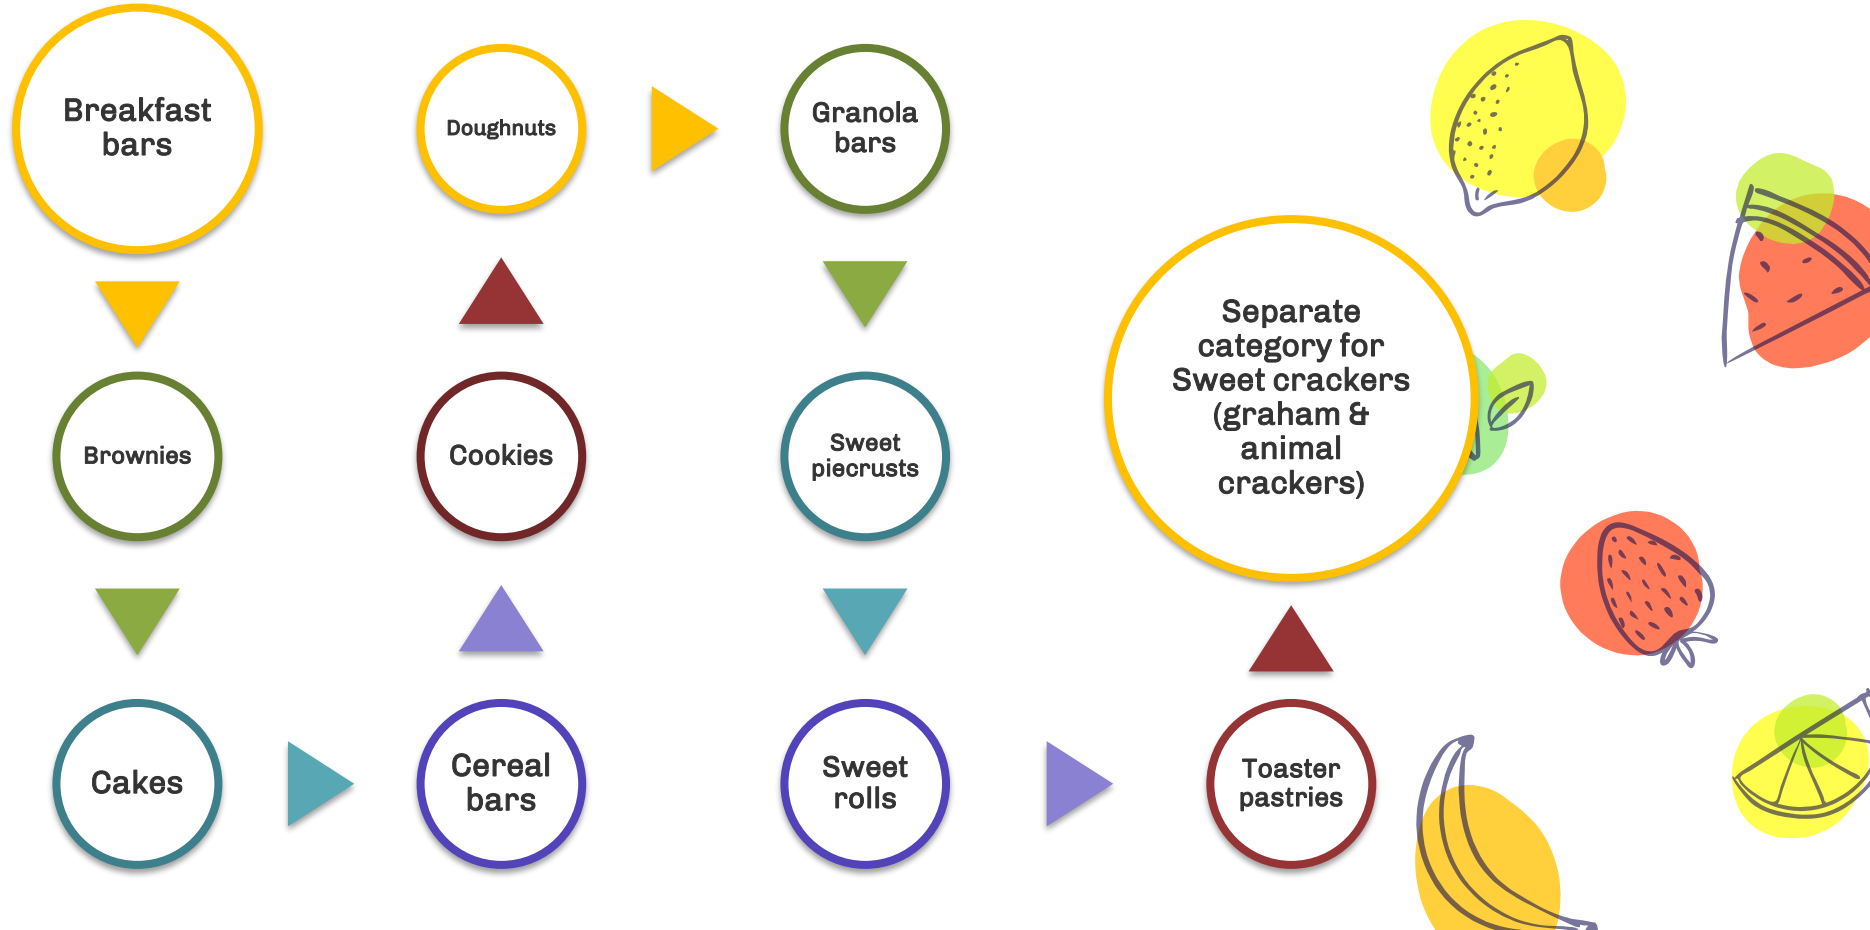 Breakfast
bars
Brownies
Cakes
Cereal
bars
Cookies
Doughnuts
Granola
bars
Sweet
piecrusts
Sweet
rolls
Toaster
pastries
Separate
category for
Sweet crackers
(graham &
animal
crackers)